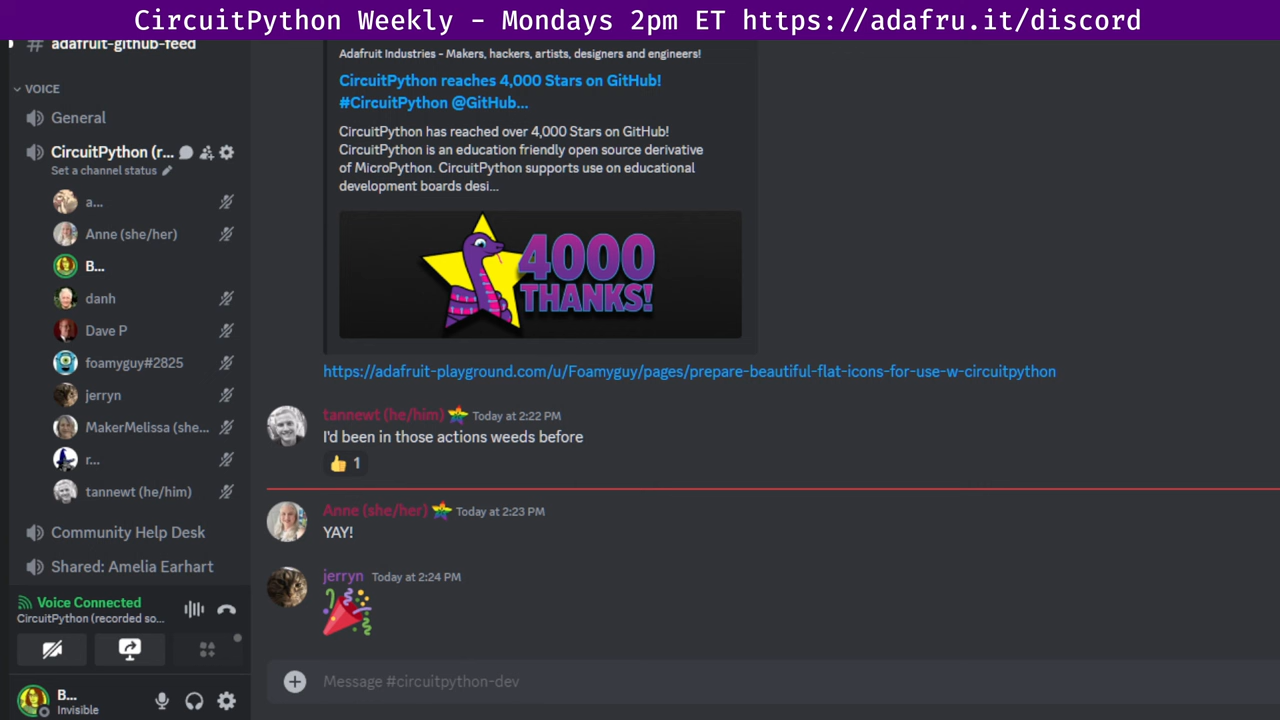 CircuitPython Weekly - Mondays 2pm ET https://adafru.it/discord
# adafruit-github-feed
VOICE
General
CircuitPython (r...
Set a channel status
a...
Anne (she/her)
B...
danh
Dave P
foamyguy#2825
jerryn
MakerMelissa (she...
r...
tannewt (he/him)
Community Help Desk
Shared: Amelia Earhart
Voice Connected
CircuitPython (recorded so...
B...
Invisible
Adafruit Industries - Makers, hackers, artists, designers and engineers!
CircuitPython reaches 4,000 Stars on GitHub!
#CircuitPython @GitHub...
CircuitPython has reached over 4,000 Stars on GitHub!
CircuitPython is an education friendly open source derivative
of MicroPython. CircuitPython supports use on educational
development boards desi...
4000
THANKS!
https://adafruit-playground.com/u/Foamyguy/pages/prepare-beautiful-flat-icons-for-use-w-circuitpython
tannewt (he/him) Today at 2:22 PM
I'd been in those actions weeds before
👍 1
Anne (she/her) Today at 2:23 PM
YAY!
jerryn Today at 2:24 PM
Message #circuitpython-dev